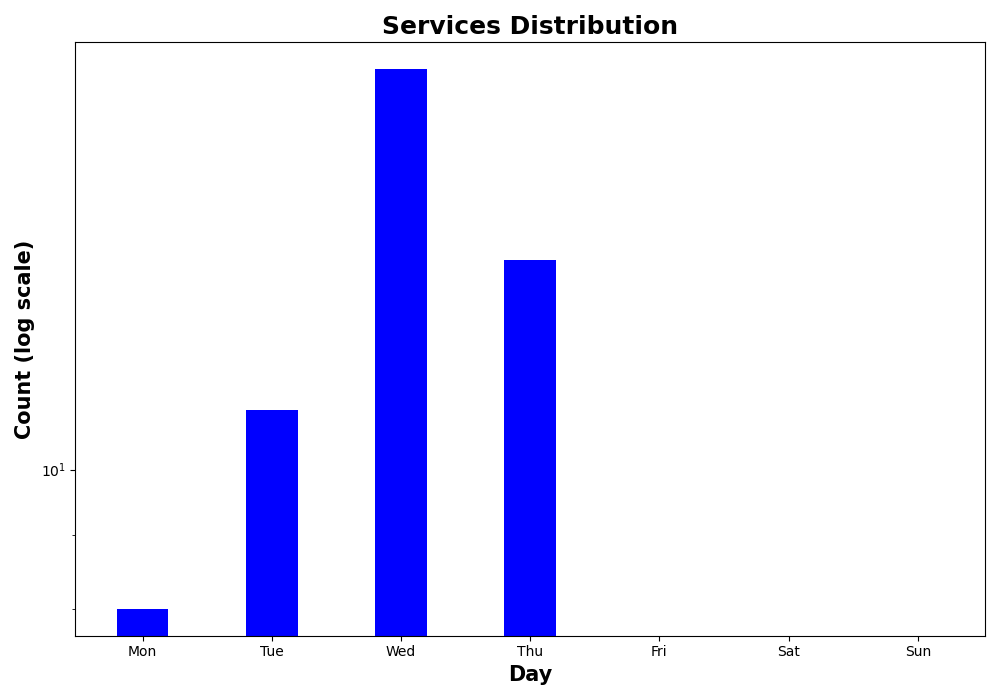 Services Distribution
Count (log scale)
10¹
Mon Tue Wed Thu Fri Sat Sun
Day